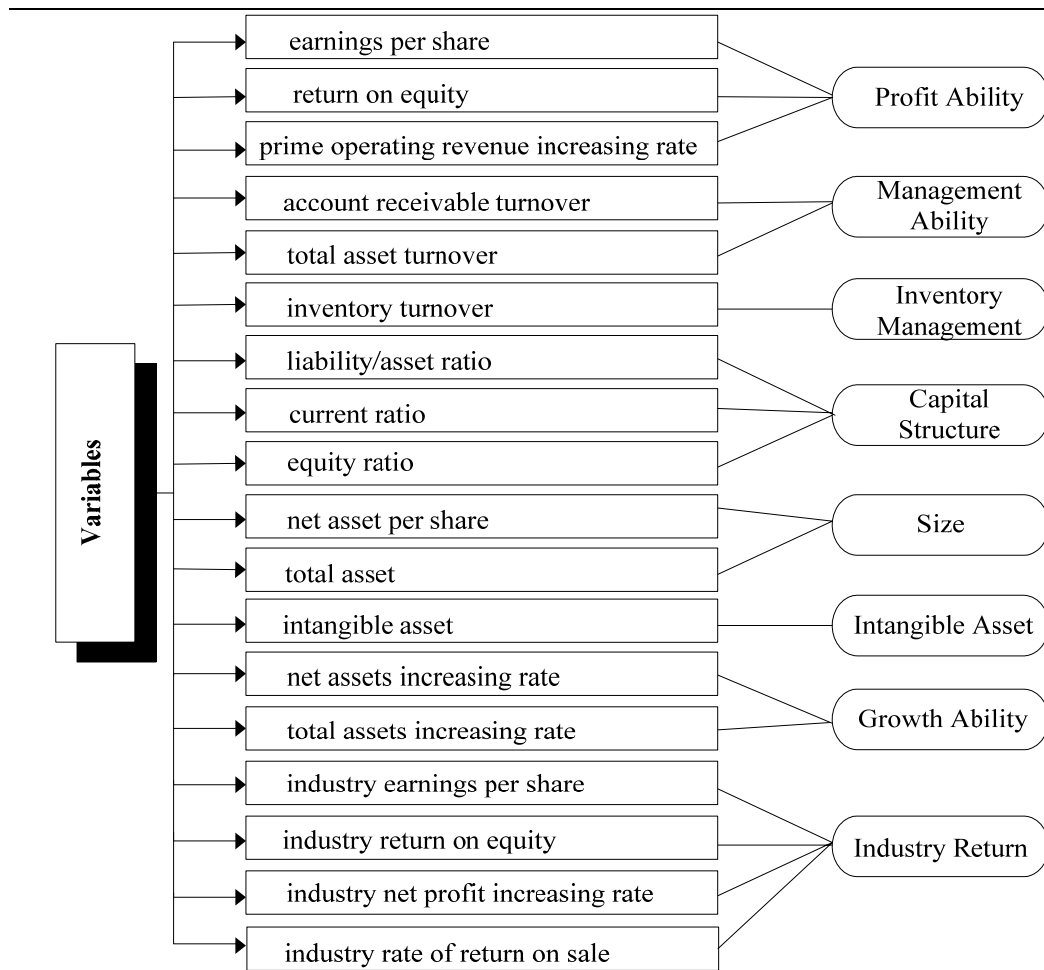 Variables
earnings per share
return on equity
prime operating revenue increasing rate
account receivable turnover
total asset turnover
inventory turnover
liability/asset ratio
current ratio
equity ratio
net asset per share
total asset
intangible asset
net assets increasing rate
total assets increasing rate
industry earnings per share
industry return on equity
industry net profit increasing rate
industry rate of return on sale
Profit Ability
Management
Ability
Inventory
Management
Capital
Structure
Size
Intangible Asset
Growth Ability
Industry Return